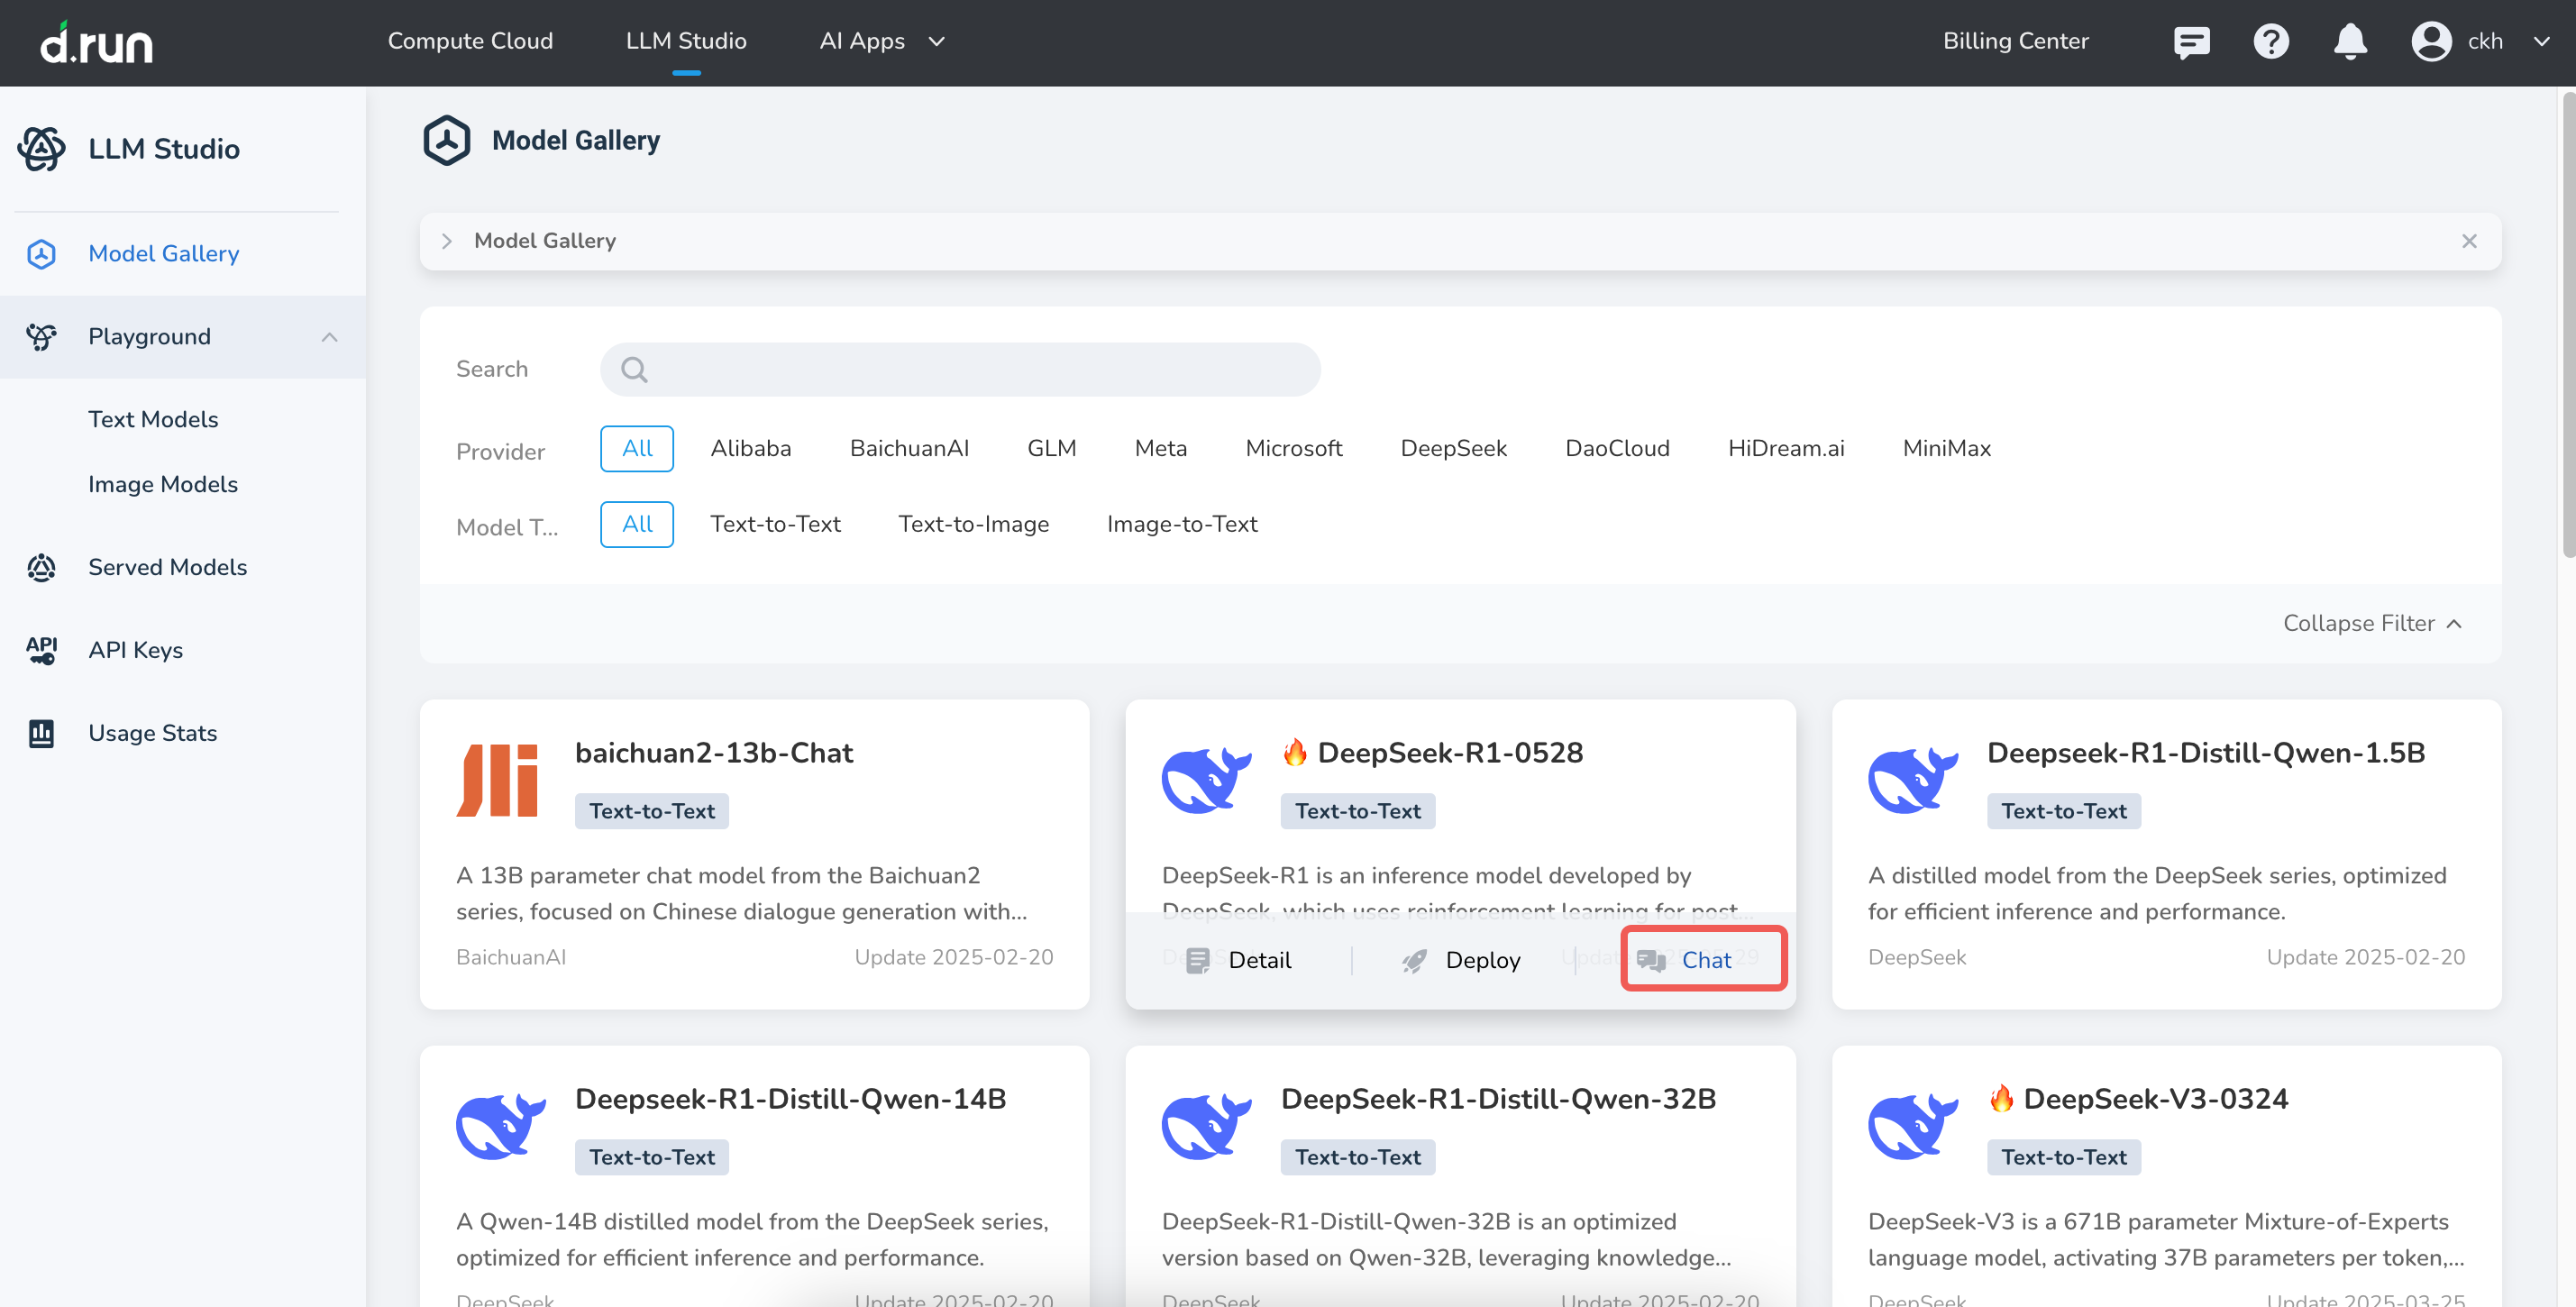 d.run
Compute Cloud
LLM Studio
AI Apps
Billing Center
ckh
LLM Studio
Model Gallery
Playground
Text Models
Image Models
Served Models
API
API Keys
Usage Stats
Model Gallery
Model Gallery
Search
Provider
All
Alibaba
BaichuanAI
GLM
Meta
Microsoft
DeepSeek
DaoCloud
HiDream.ai
MiniMax
Model T...
All
Text-to-Text
Text-to-Image
Image-to-Text
Collapse Filter
baichuan2-13b-Chat
Text-to-Text
A 13B parameter chat model from the Baichuan2
series, focused on Chinese dialogue generation with...
BaichuanAI
Update 2025-02-20
🔥 DeepSeek-R1-0528
Text-to-Text
DeepSeek-R1 is an inference model developed by
DeepSeek, which uses reinforcement learning for post...
Detail
Deploy
Chat
Deepseek-R1-Distill-Qwen-1.5B
Text-to-Text
A distilled model from the DeepSeek series, optimized
for efficient inference and performance.
DeepSeek
Update 2025-02-20
Deepseek-R1-Distill-Qwen-14B
Text-to-Text
A Qwen-14B distilled model from the DeepSeek series,
optimized for efficient inference and performance.
DeepSeek
Update 2025-02-20
DeepSeek-R1-Distill-Qwen-32B
Text-to-Text
DeepSeek-R1-Distill-Qwen-32B is an optimized
version based on Qwen-32B, leveraging knowledge...
DeepSeek
Update 2025-02-20
🔥 DeepSeek-V3-0324
Text-to-Text
DeepSeek-V3 is a 671B parameter Mixture-of-Experts
language model, activating 37B parameters per token,...
DeepSeek
Update 2025-03-25